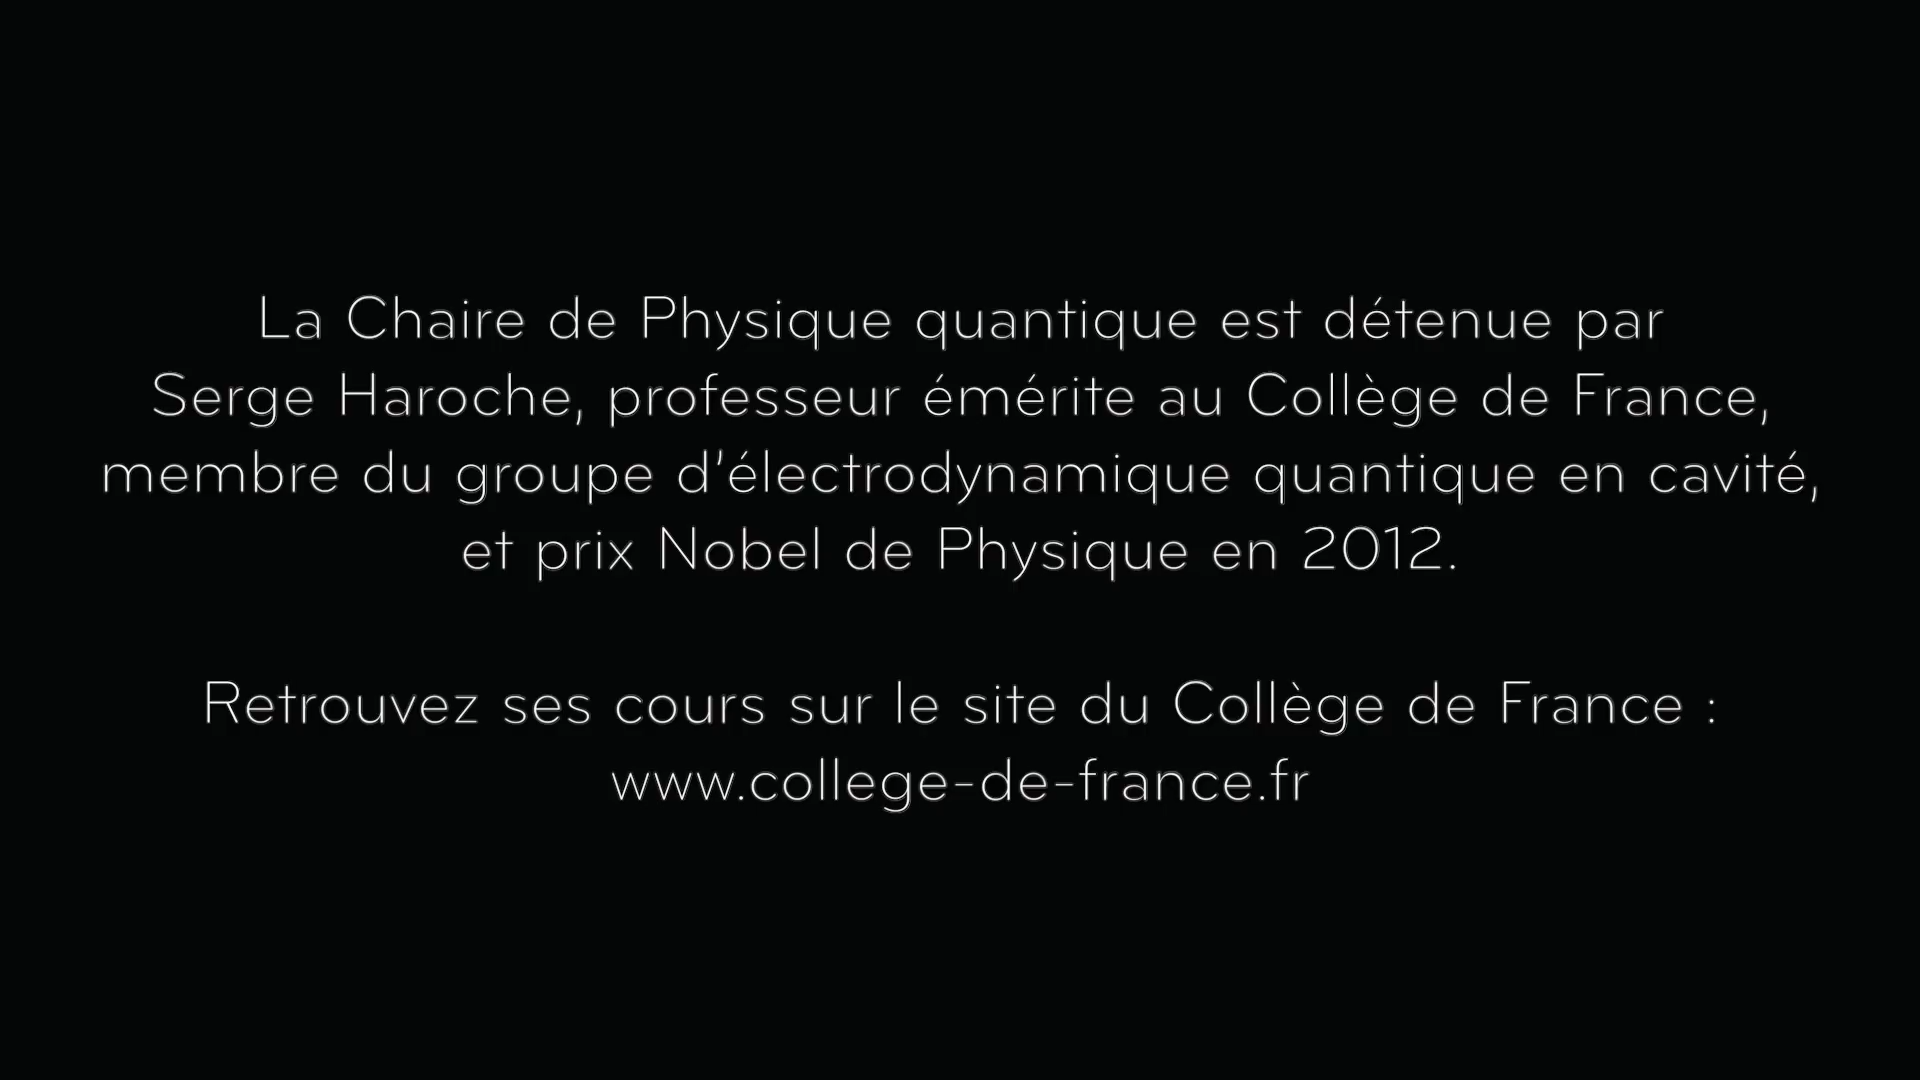 La Chaire de Physique quantique est détenue par
Serge Haroche, professeur émérite au Collège de France,
membre du groupe d'électrodynamique quantique en cavité,
et prix Nobel de Physique en 2012.
Retrouvez ses cours sur le site du Collège de France :
www.college-de-france.fr